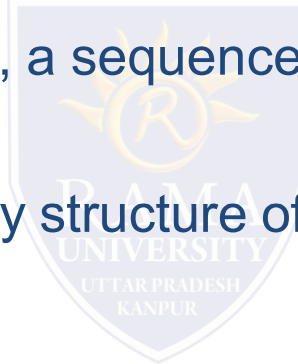 , a sequence
R
RAMA
y structure of
UNIVERSITY
UTTAR PRADESH
KANPUR